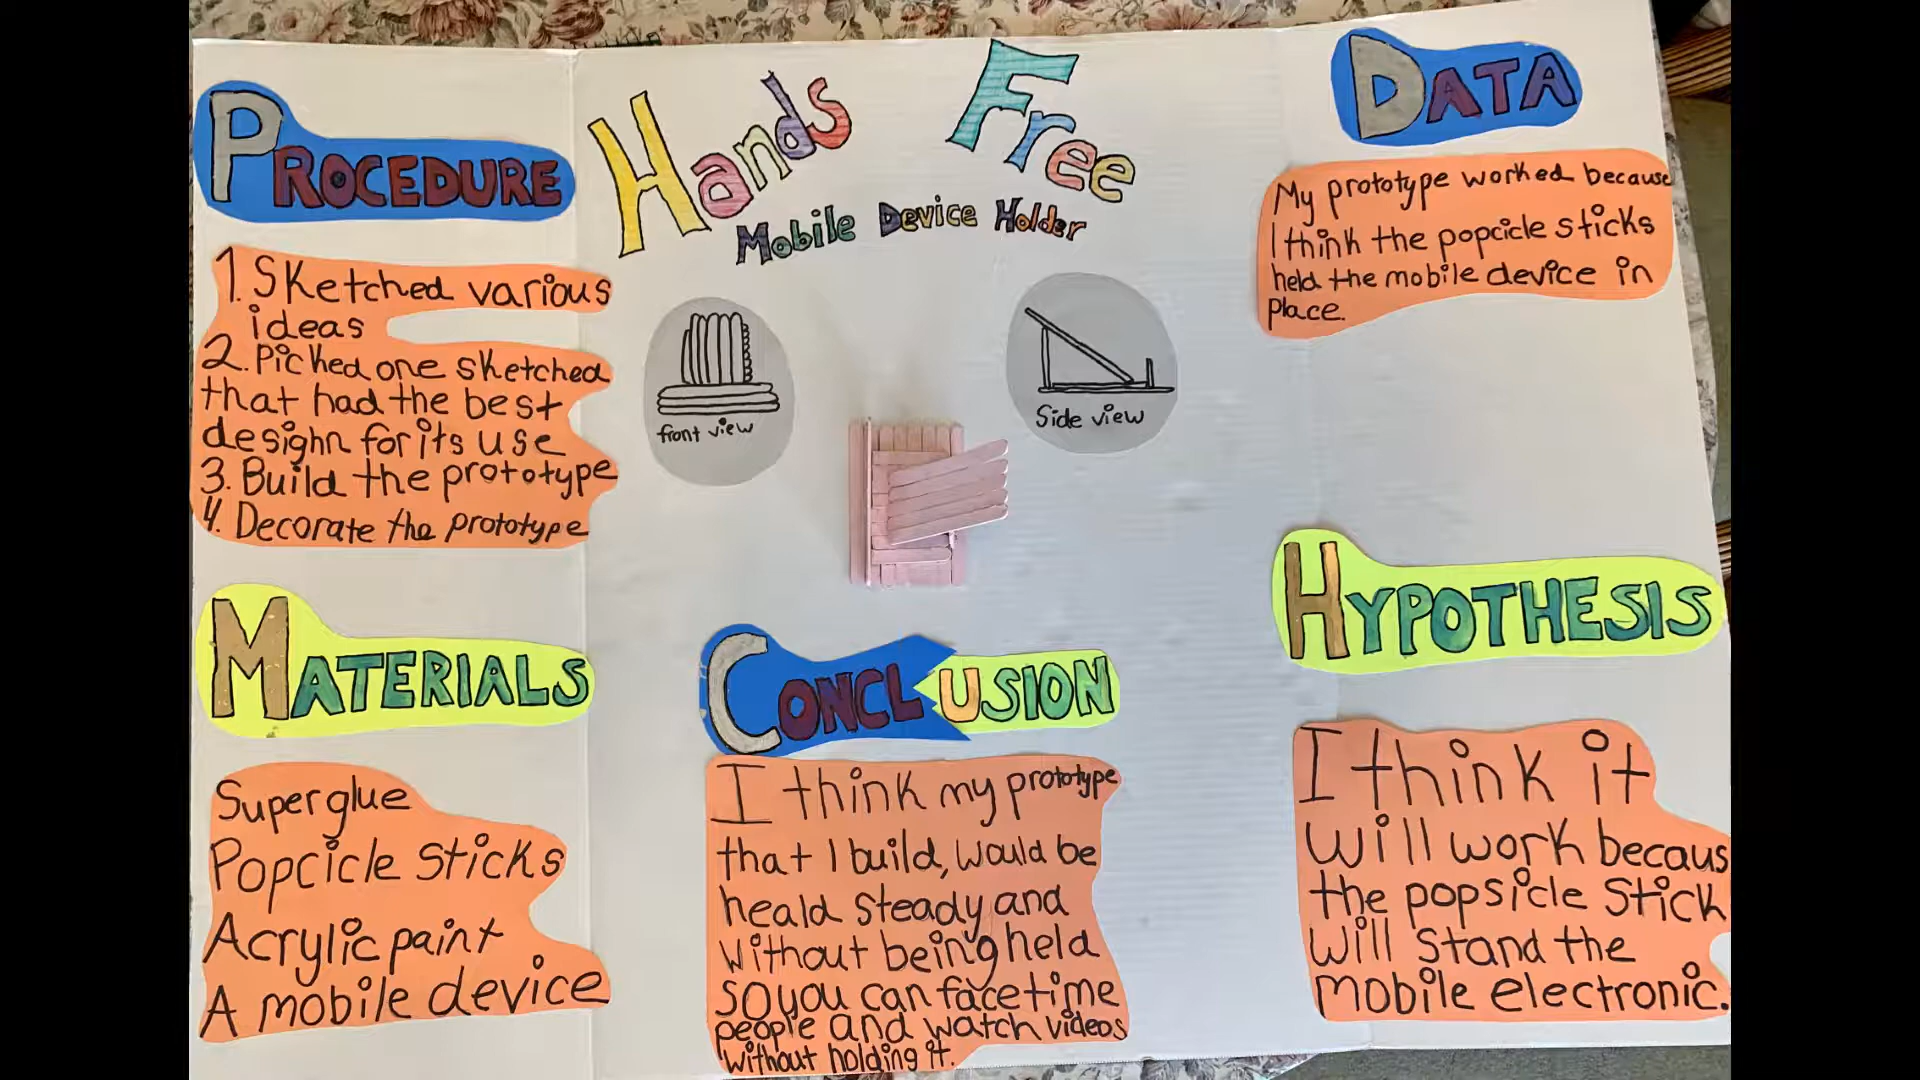 Hands Free
Mobile Device Holder
PROCEDURE
1. Sketched various
ideas
2. Picked one sketched
that had the best
desighn for its use
3. Build the prototype
4. Decorate the prototype
MATERIALS
Super glue
Popcicle Sticks
Acrylic paint
A mobile device
front view
Side view
CONCLUSION
I think my prototype
that I build, would be
heald steady and
without being held
so you can facetime
people and watch videos
without holding it.
DATA
My prototype worked because
I think the popcicle sticks
held the mobile device in
place.
HYPOTHESIS
I think it
will work becaus
the popsicle Stick
will stand the
mobile electronic.